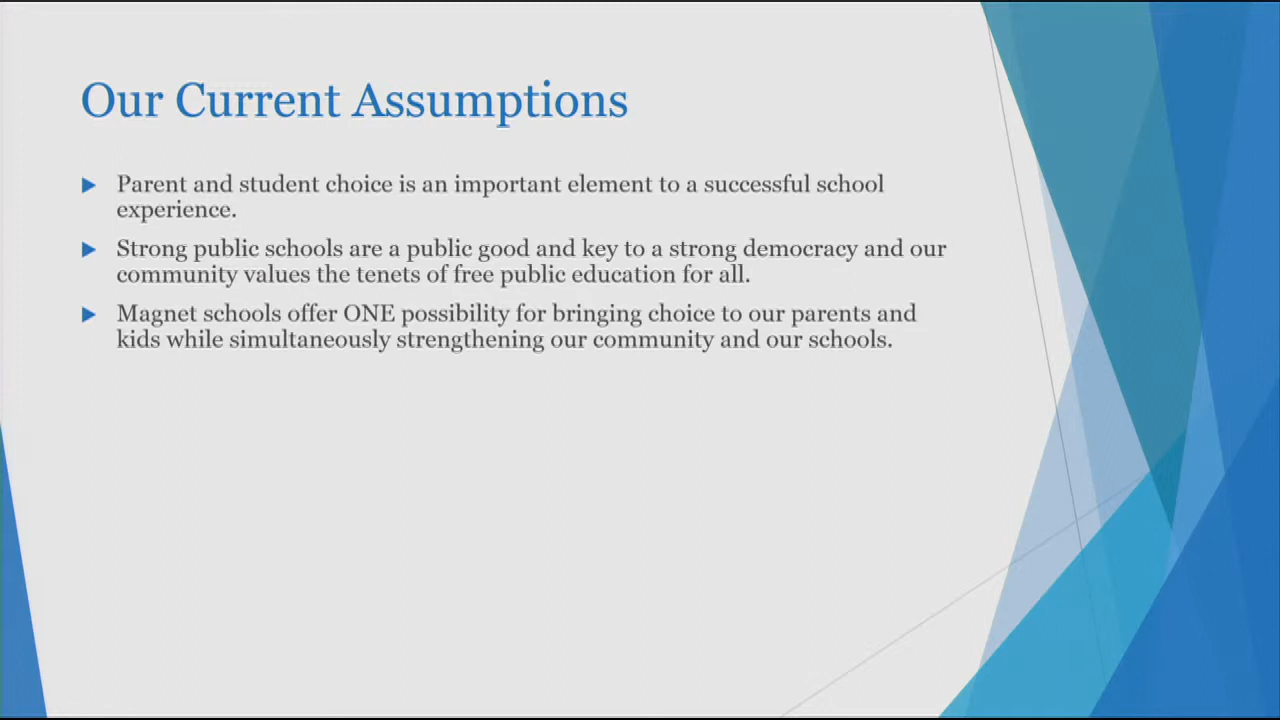 Our Current Assumptions
Parent and student choice is an important element to a successful school
experience.
Strong public schools are a public good and key to a strong democracy and our
community values the tenets of free public education for all.
Magnet schools offer ONE possibility for bringing choice to our parents and
kids while simultaneously strengthening our community and our schools.